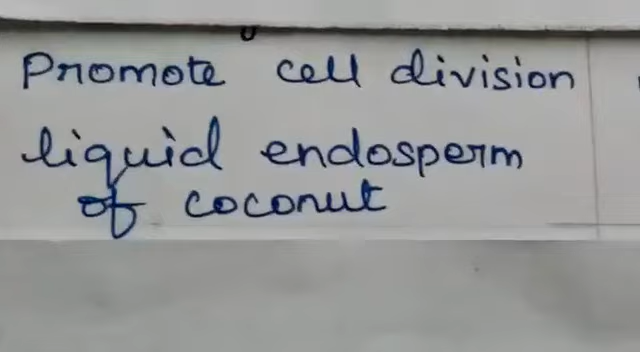 Promote cell division
liquid endosperm
of coconut